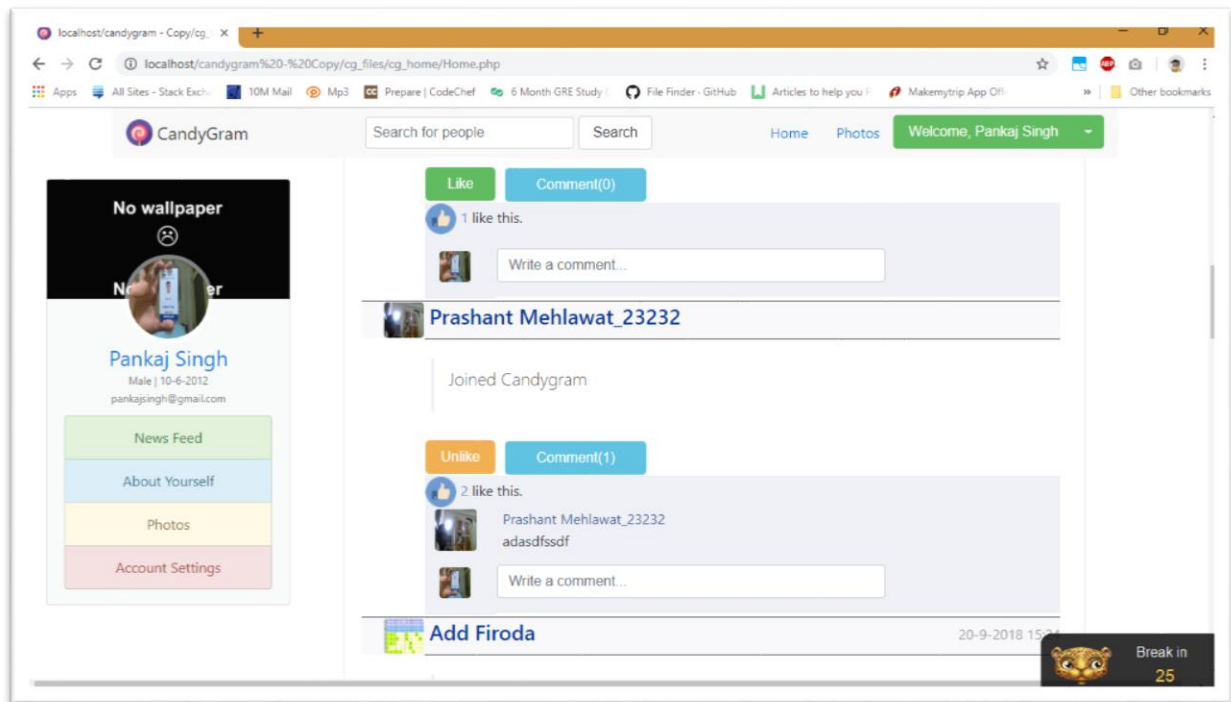 localhost/candygram - Copy/cg_
localhost/candygram%20-%20Copy/cg_files/cg_home/Home.php
Apps All Sites - Stack Exch 10M Mail Mp3 Prepare | CodeChef 6 Month GRE Study File Finder · GitHub Articles to help you Makemytrip App Off » Other bookmarks
CandyGram Search for people Search Home Photos Welcome, Pankaj Singh
No wallpaper
No er
Pankaj Singh
Male | 10-6-2012
pankajsingh@gmail.com
News Feed
About Yourself
Photos
Account Settings
Like Comment(0)
1 like this.
Write a comment...
Prashant Mehlawat_23232
Joined Candygram
Unlike Comment(1)
2 like this.
Prashant Mehlawat_23232
adasdfssdf
Write a comment...
Add Firoda 20-9-2018
Break in
25